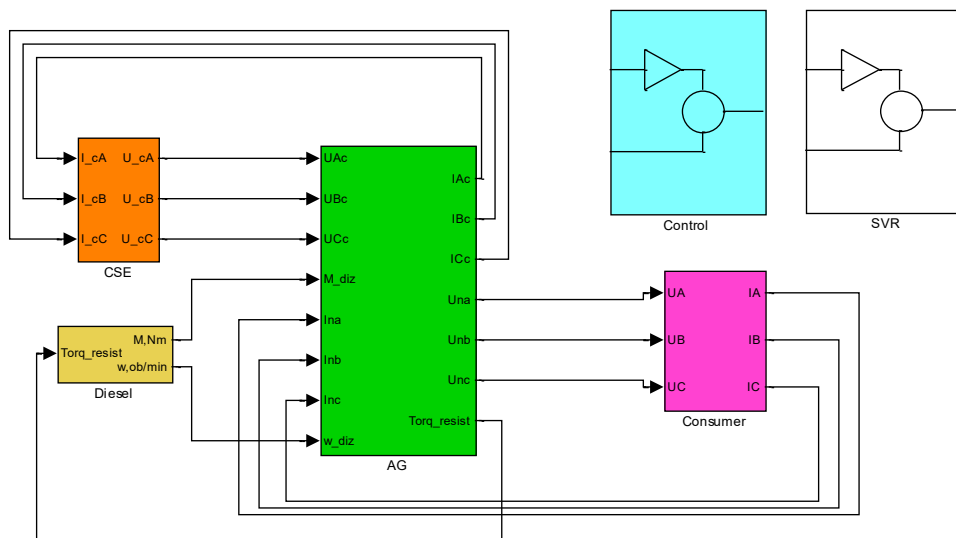 I_cA
U_cA
I_cB
U_cB
I_cC
U_cC
CSE
UAc
UBc
UCc
M_diz
Ina
Inb
Inc
w_diz
IAc
IBc
ICc
Una
Unb
Unc
Torq_resist
AG
Control
SVR
M,Nm
Torq_resist
w,ob/min
Diesel
UA
IA
UB
IB
UC
IC
Consumer